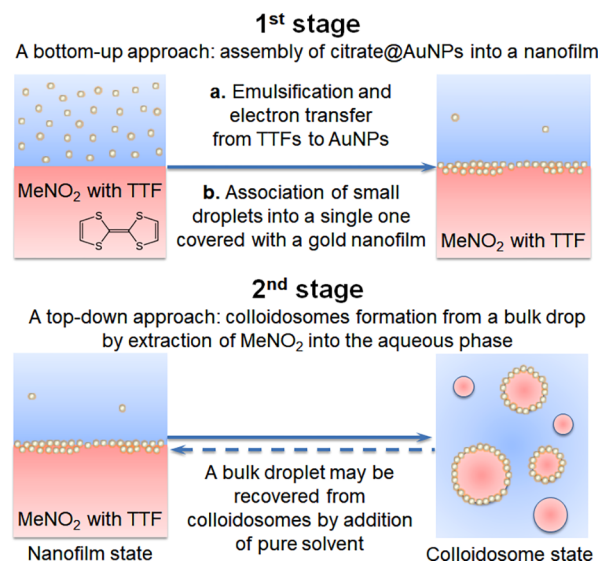 1st stage
A bottom-up approach: assembly of citrate@AuNPs into a nanofilm
a. Emulsification and
electron transfer
from TTFs to AuNPs
MeNO2 with TTF
S S
S S
b. Association of small
droplets into a single one
covered with a gold nanofilm
MeNO2 with TTF
2nd stage
A top-down approach: colloidosomes formation from a bulk drop
by extraction of MeNO2 into the aqueous phase
MeNO2 with TTF
Nanofilm state
A bulk droplet may be
recovered from
colloidosomes by addition
of pure solvent
Colloidosome state